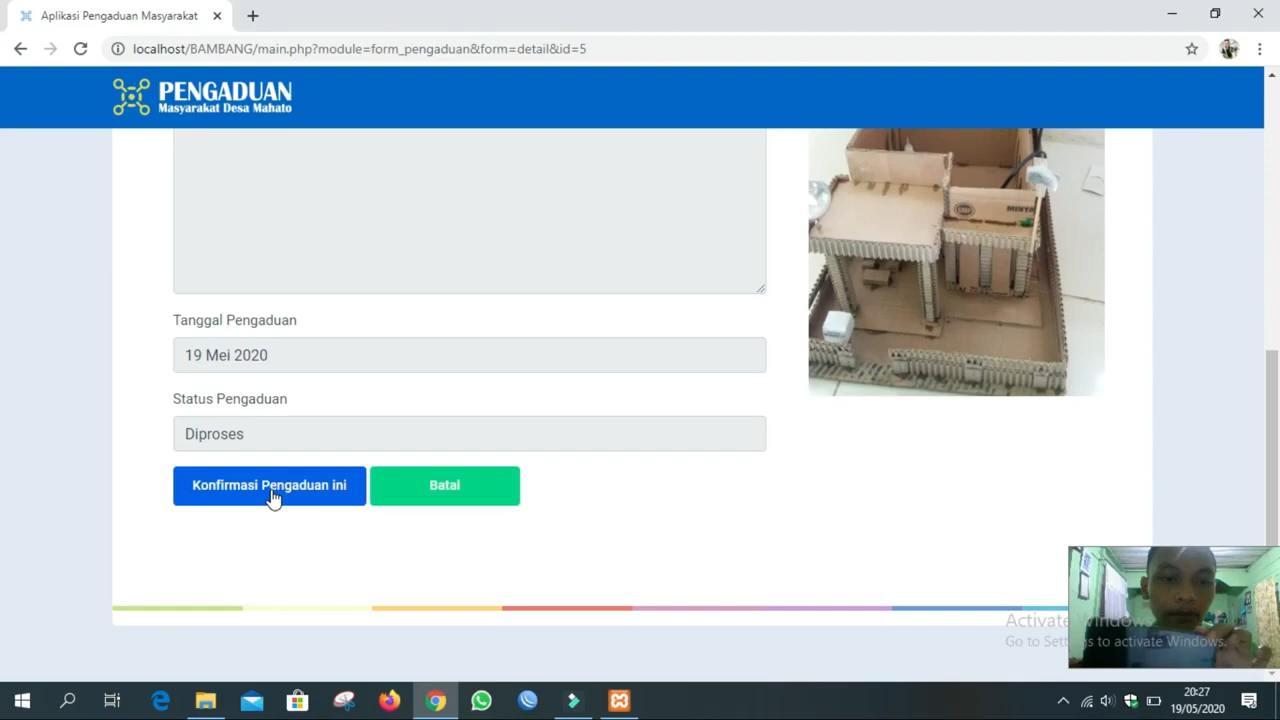 Aplikasi Pengaduan Masyarakat
localhost/BAMBANG/main.php?module=form_pengaduan&form=detail&id=5
PENGADUAN
Masyarakat Desa Mahato
Tanggal Pengaduan
19 Mei 2020
Status Pengaduan
Diproses
Konfirmasi Pengaduan ini
Batal
Activate Windows
Go to Settings to activate Windows.
20:27
19/05/2020